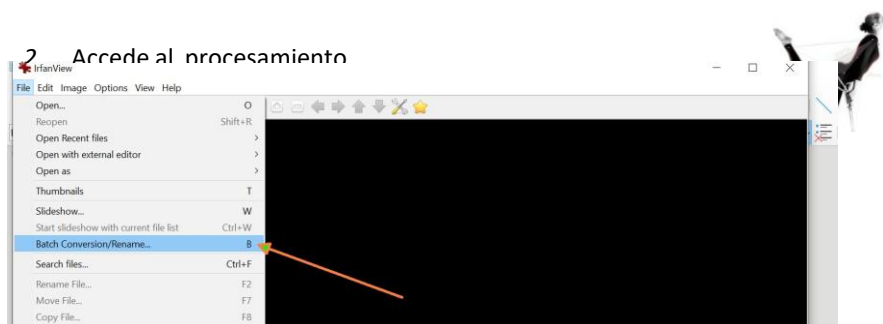 2. Accede al procesamiento
IrfanView
File Edit Image Options View Help
Open... O
Reopen Shift+R
Open Recent files >
Open with external editor >
Open as >
Thumbnails T
Slideshow... W
Start slideshow with current file list Ctrl+W
Batch Conversion/Rename... B
Search files... Ctrl+F
Rename File... F2
Move File... F7
Copy File... F8